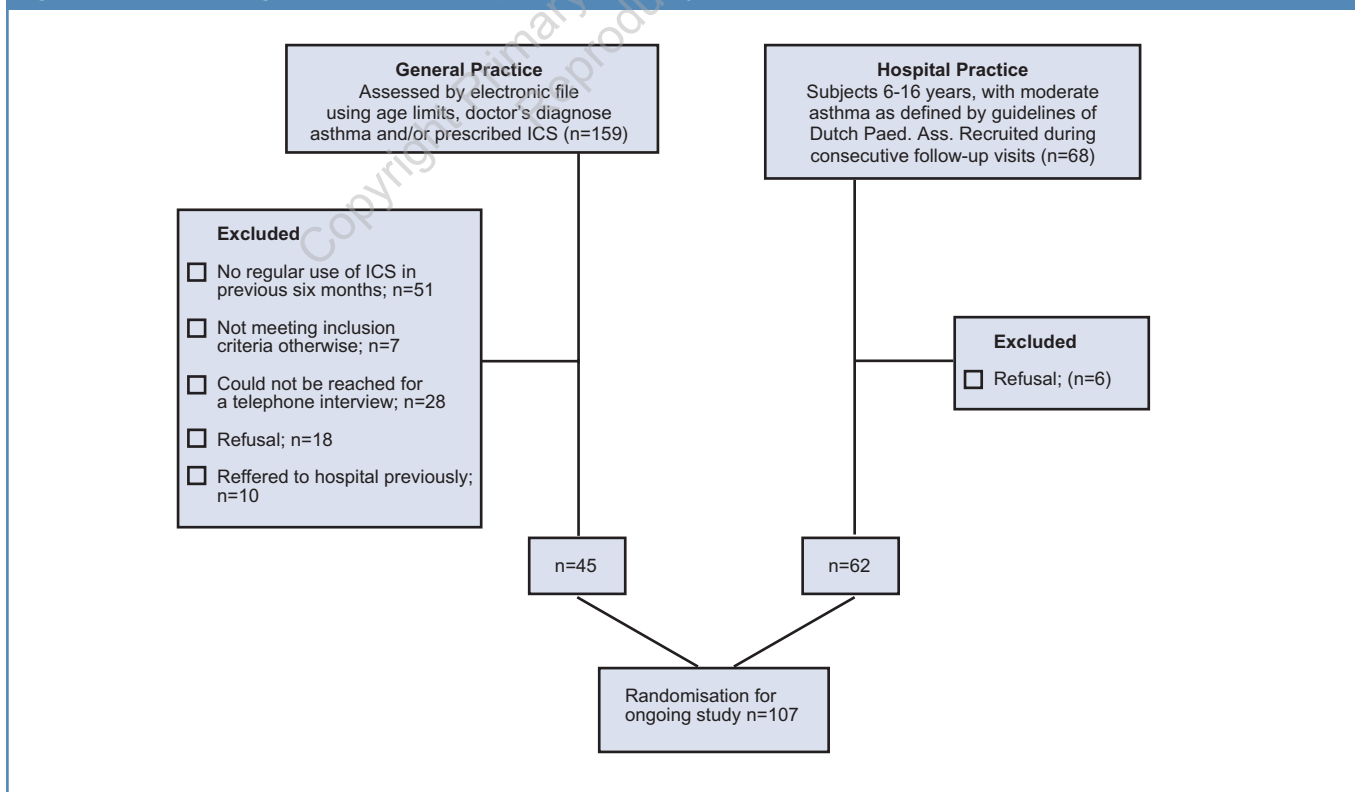 General Practice
Assessed by electronic file
using age limits, doctor's diagnose
asthma and/or prescribed ICS (n=159)
Hospital Practice
Subjects 6-16 years, with moderate
asthma as defined by guidelines of
Dutch Paed. Ass. Recruited during
consecutive follow-up visits (n=68)
Excluded
No regular use of ICS in
previous six months; n=51
Not meeting inclusion
criteria otherwise; n=7
Could not be reached for
a telephone interview; n=28
Refusal; n=18
Reffered to hospital previously;
n=10
Excluded
Refusal; (n=6)
n=45
n=62
Randomisation for
ongoing study n=107
Copyright Primary